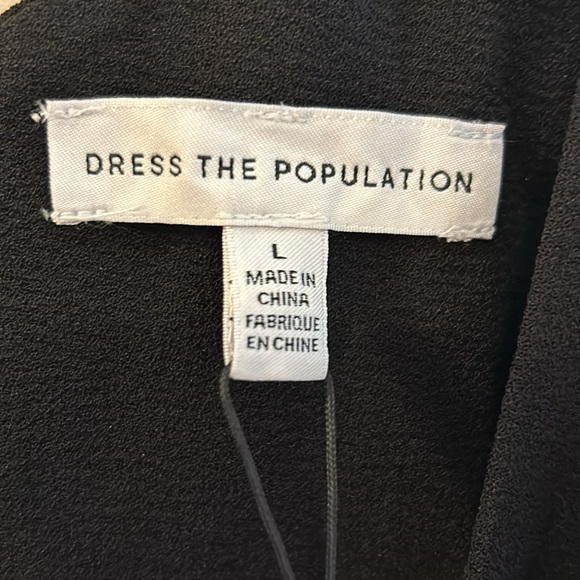 DRESS THE POPULATION
L
MADE IN
CHINA
FABRIQUE
EN CHINE